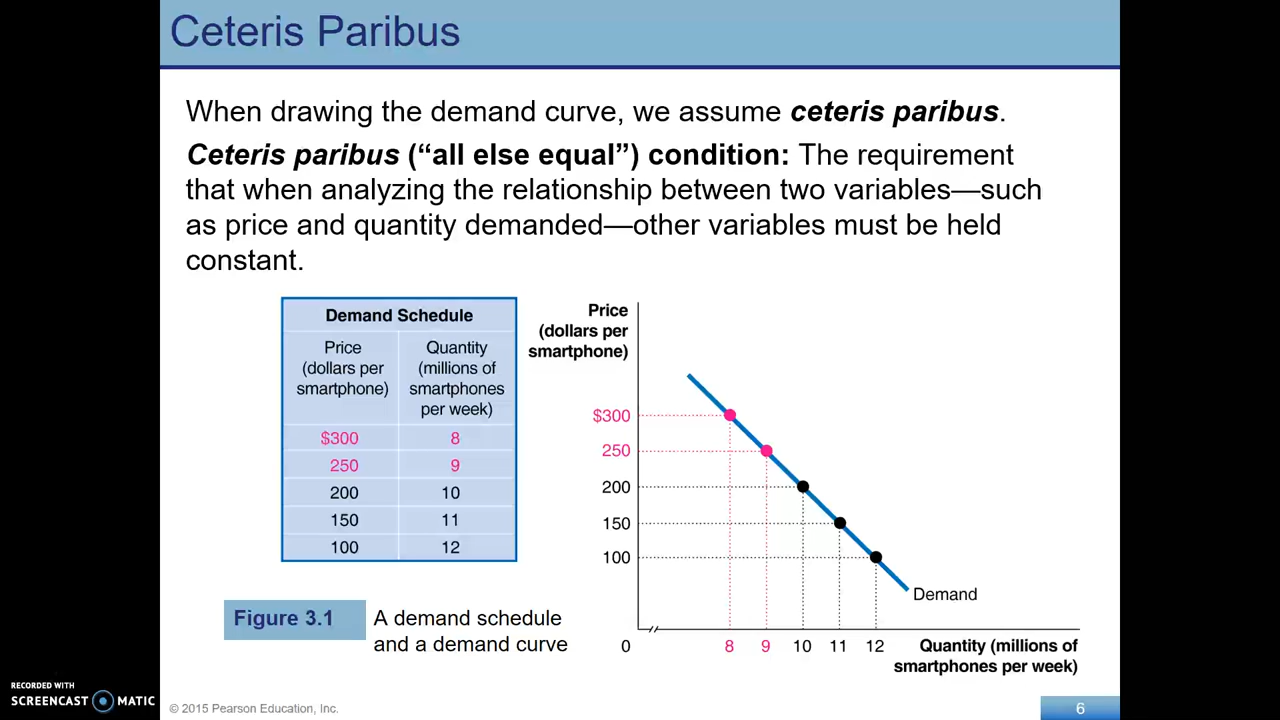 Ceteris Paribus
When drawing the demand curve, we assume ceteris paribus.
Ceteris paribus (“all else equal”) condition: The requirement
that when analyzing the relationship between two variables—such
as price and quantity demanded—other variables must be held
constant.
Demand Schedule
Price
(dollars per
smartphone)
Quantity
(millions of
smartphones
per week)
$300 8
250 9
200 10
150 11
100 12
Figure 3.1
A demand schedule
and a demand curve
Price
(dollars per
smartphone)
$300
250
200
150
100
Demand
0 8 9 10 11 12
Quantity (millions of
smartphones per week)
RECORDED WITH
SCREENCAST MATIC
© 2015 Pearson Education, Inc.
6